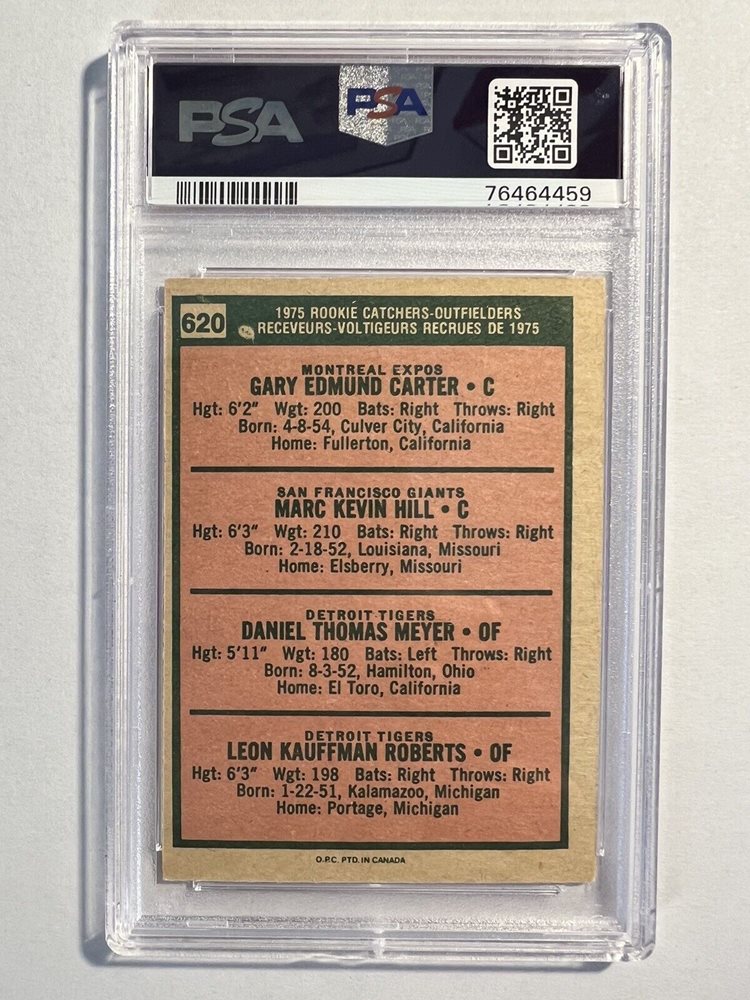 PSA PSA
76464459
620 1975 ROOKIE CATCHERS-OUTFIELDERS
RECEVEURS-VOLTIGEURS RECRUES DE 1975
MONTREAL EXPOS
GARY EDMUND CARTER • C
Hgt: 6'2" Wgt: 200 Bats: Right Throws: Right
Born: 4-8-54, Culver City, California
Home: Fullerton, California
SAN FRANCISCO GIANTS
MARC KEVIN HILL • C
Hgt: 6'3" Wgt: 210 Bats: Right Throws: Right
Born: 2-18-52, Louisiana, Missouri
Home: Elsberry, Missouri
DETROIT TIGERS
DANIEL THOMAS MEYER • OF
Hgt: 5'11" Wgt: 180 Bats: Left Throws: Right
Born: 8-3-52, Hamilton, Ohio
Home: El Toro, California
DETROIT TIGERS
LEON KAUFFMAN ROBERTS • OF
Hgt: 6'3" Wgt: 198 Bats: Right Throws: Right
Born: 1-22-51, Kalamazoo, Michigan
Home: Portage, Michigan
O.P.C. PTD. IN CANADA